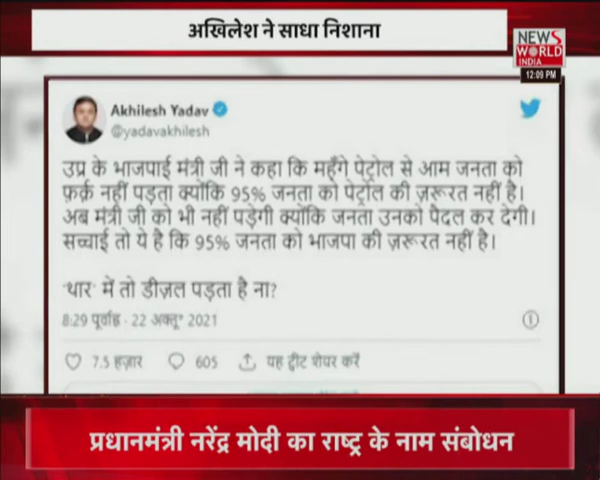 अखिलेश ने साधा निशाना
NEWS
WORLD
INDIA
12:09 PM
Akhilesh Yadav
@yadavakhilesh
उप्र के भाजपाई मंत्री जी ने कहा कि महँगे पेट्रोल से आम जनता को
फ़र्क़ नहीं पड़ता क्योंकि 95% जनता को पेट्रोल की ज़रूरत नहीं है।
अब मंत्री जी को भी नहीं पड़ेगी क्योंकि जनता उनको पैदल कर देगी।
सच्चाई तो ये है कि 95% जनता को भाजपा की ज़रूरत नहीं है।
'थार' में तो डीज़ल पड़ता है ना?
8:29 पूर्वाह्न · 22 अक्तू॰ 2021
7.5 हज़ार 605 यह ट्वीट शेयर करें
प्रधानमंत्री नरेंद्र मोदी का राष्ट्र के नाम संबोधन